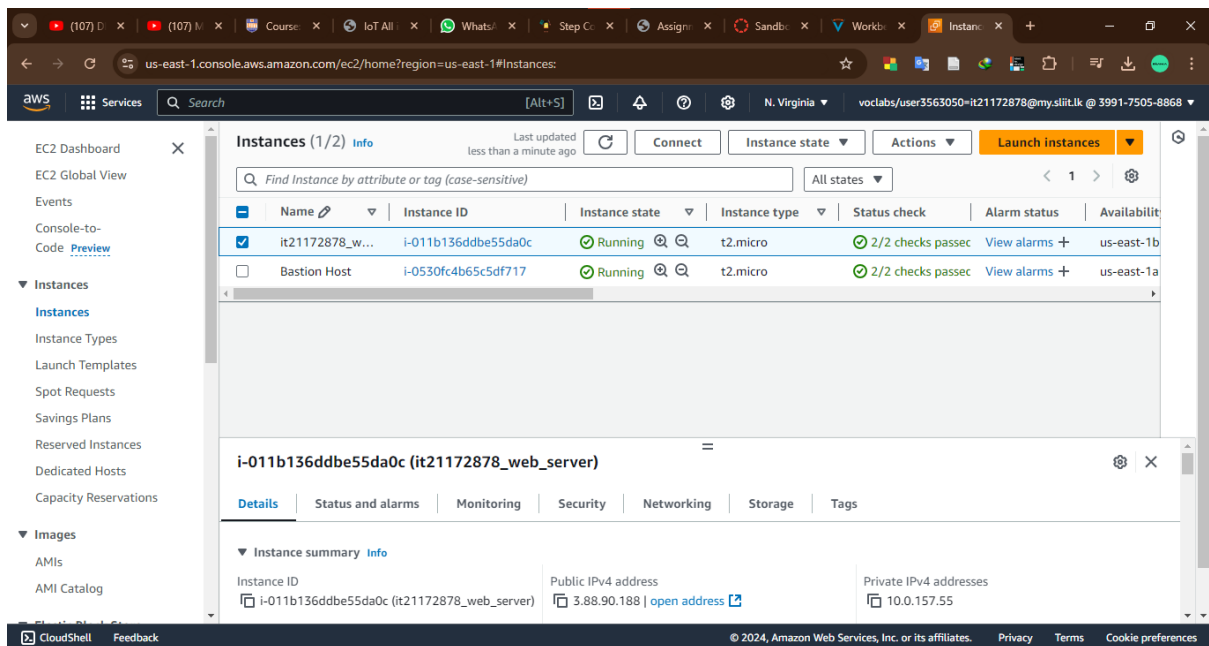 (107) D
(107) M
Course
IoT All
WhatsA
Step Co
Assignm
Sandbo
Workbe
Instanc
us-east-1.console.aws.amazon.com/ec2/home?region=us-east-1#Instances:
aws Services Search [Alt+S] N. Virginia voclabs/user3563050=it21172878@my.sliit.lk @ 3991-7505-8868
EC2 Dashboard
EC2 Global View
Events
Console-to-
Code Preview
Instances
Instances
Instance Types
Launch Templates
Spot Requests
Savings Plans
Reserved Instances
Dedicated Hosts
Capacity Reservations
Images
AMIs
AMI Catalog
Instances (1/2) Info
Last updated
less than a minute ago
Connect Instance state Actions Launch instances
Find Instance by attribute or tag (case-sensitive) All states 1
Name Instance ID Instance state Instance type Status check Alarm status Availabilit
it21172878_w... i-011b136ddbe55da0c Running t2.micro 2/2 checks passec View alarms + us-east-1b
Bastion Host i-0530fc4b65c5df717 Running t2.micro 2/2 checks passec View alarms + us-east-1a
i-011b136ddbe55da0c (it21172878_web_server)
Details Status and alarms Monitoring Security Networking Storage Tags
Instance summary Info
Instance ID Public IPv4 address Private IPv4 addresses
i-011b136ddbe55da0c (it21172878_web_server) 3.88.90.188 | open address 10.0.157.55
CloudShell Feedback © 2024, Amazon Web Services, Inc. or its affiliates. Privacy Terms Cookie preferences